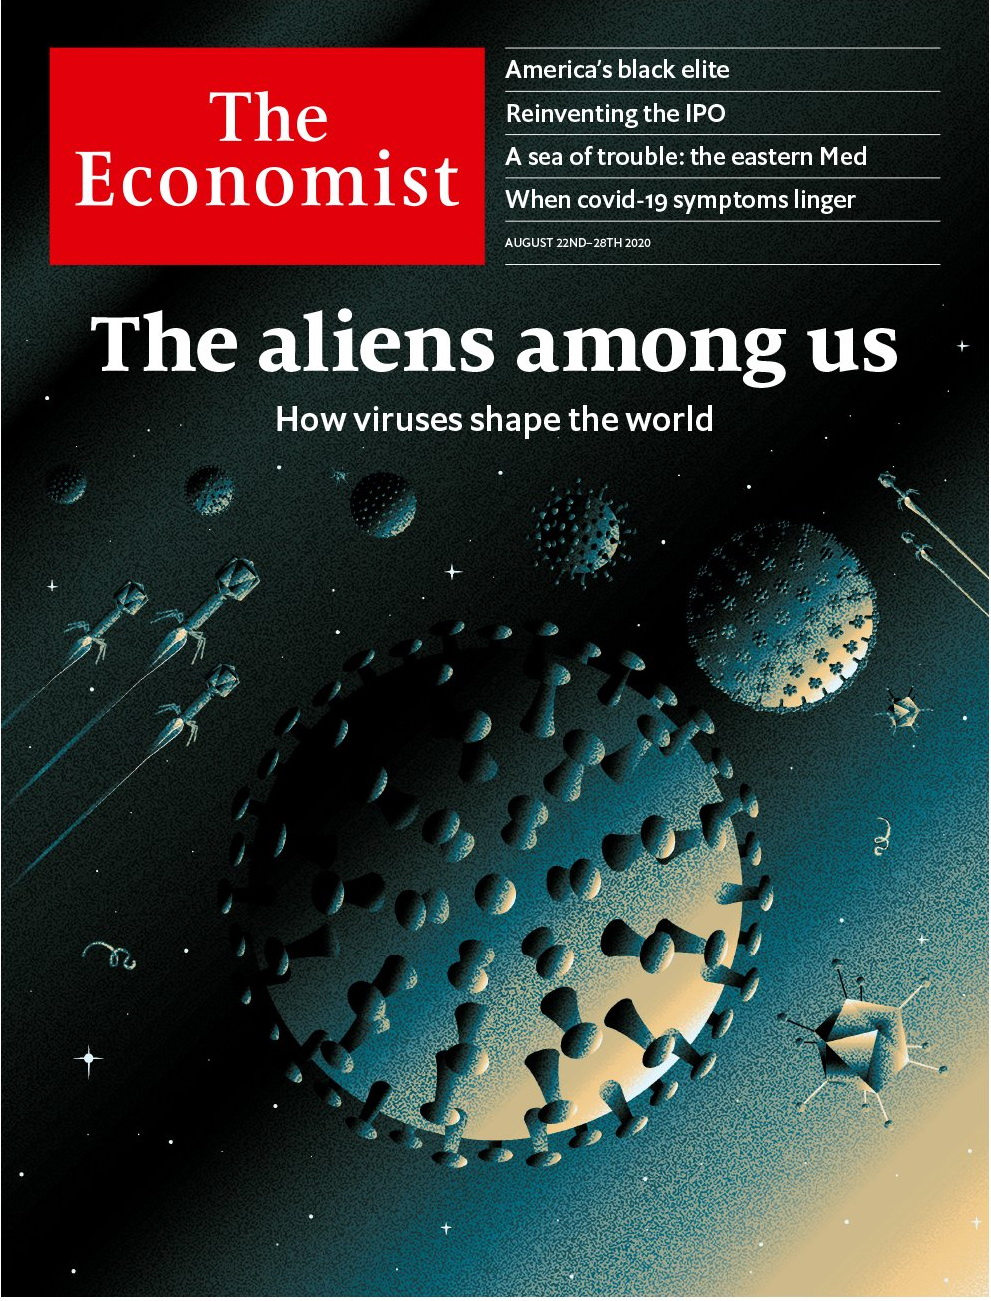 The
Economist
America's black elite
Reinventing the IPO
A sea of trouble: the eastern Med
When covid-19 symptoms linger
AUGUST 22ND–28TH 2020
The aliens among us
How viruses shape the world